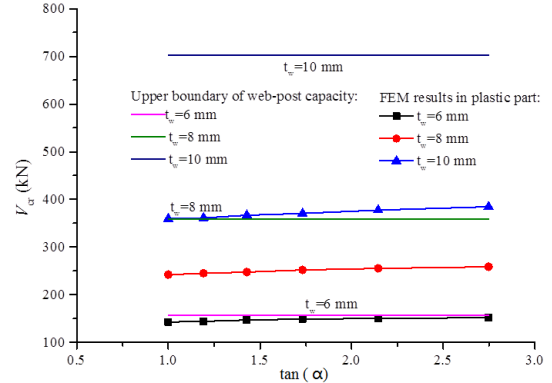 800
700
600
500
400
300
200
100
V_cr (kN)
t_w=10 mm
Upper boundary of web-post capacity:
t_w=6 mm
t_w=8 mm
t_w=10 mm
FEM results in plastic part:
t_w=6 mm
t_w=8 mm
t_w=10 mm
t_w=8 mm
t_w=6 mm
0.5
1.0
1.5
2.0
2.5
3.0
tan (α)